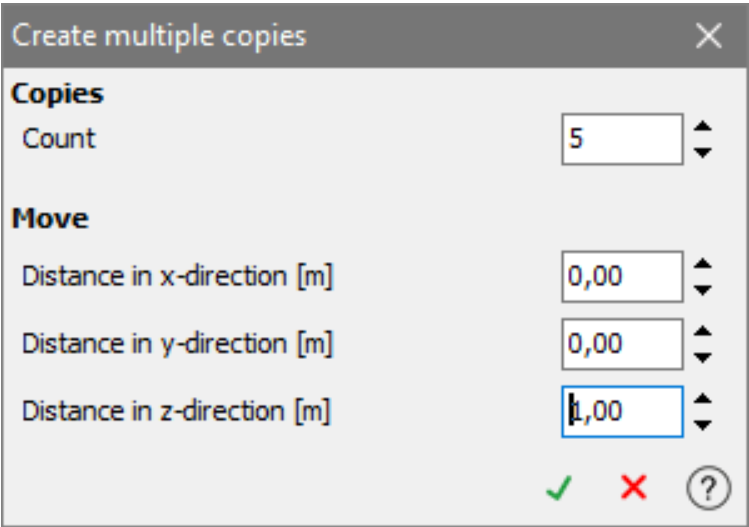 Create multiple copies
Copies
Count 5
Move
Distance in x-direction [m] 0,00
Distance in y-direction [m] 0,00
Distance in z-direction [m] 1,00
?